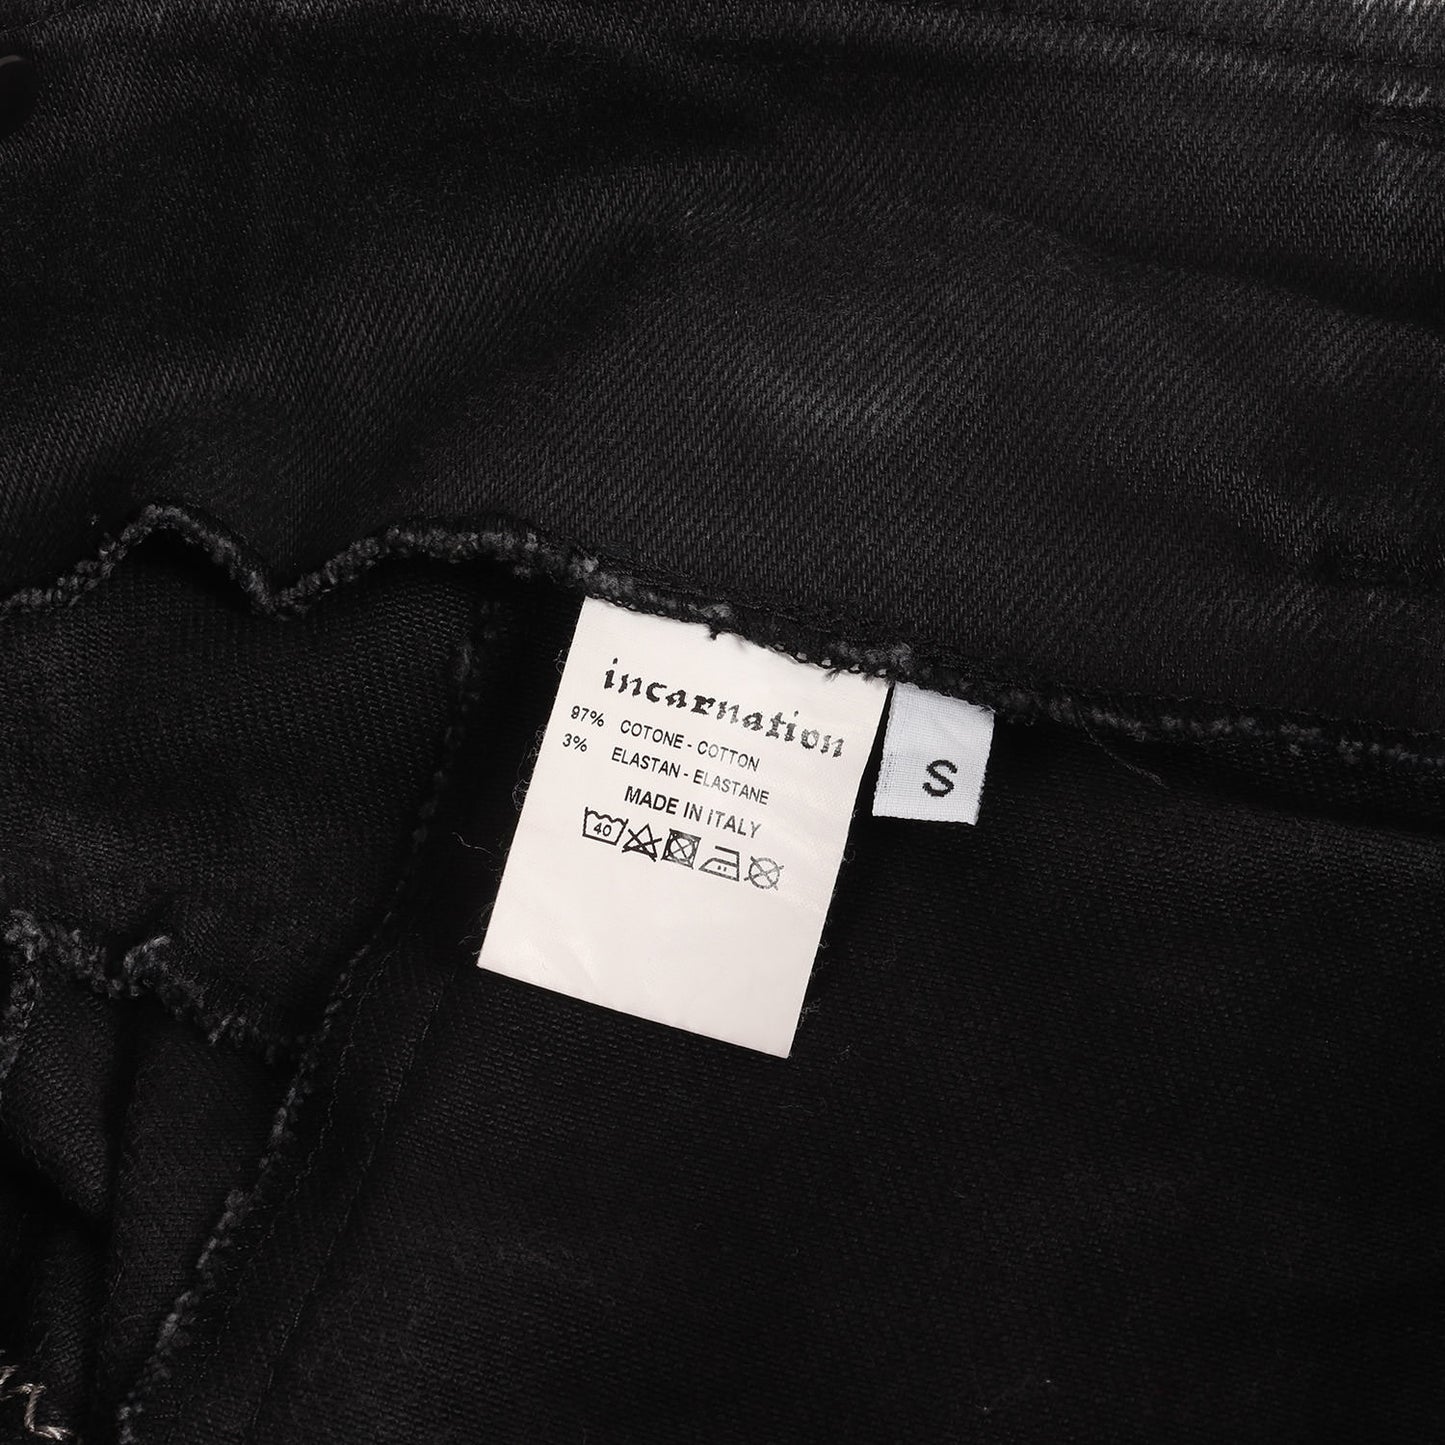 incarnation
97% COTONE - COTTON
3% ELASTAN - ELASTANE
MADE IN ITALY
40
S